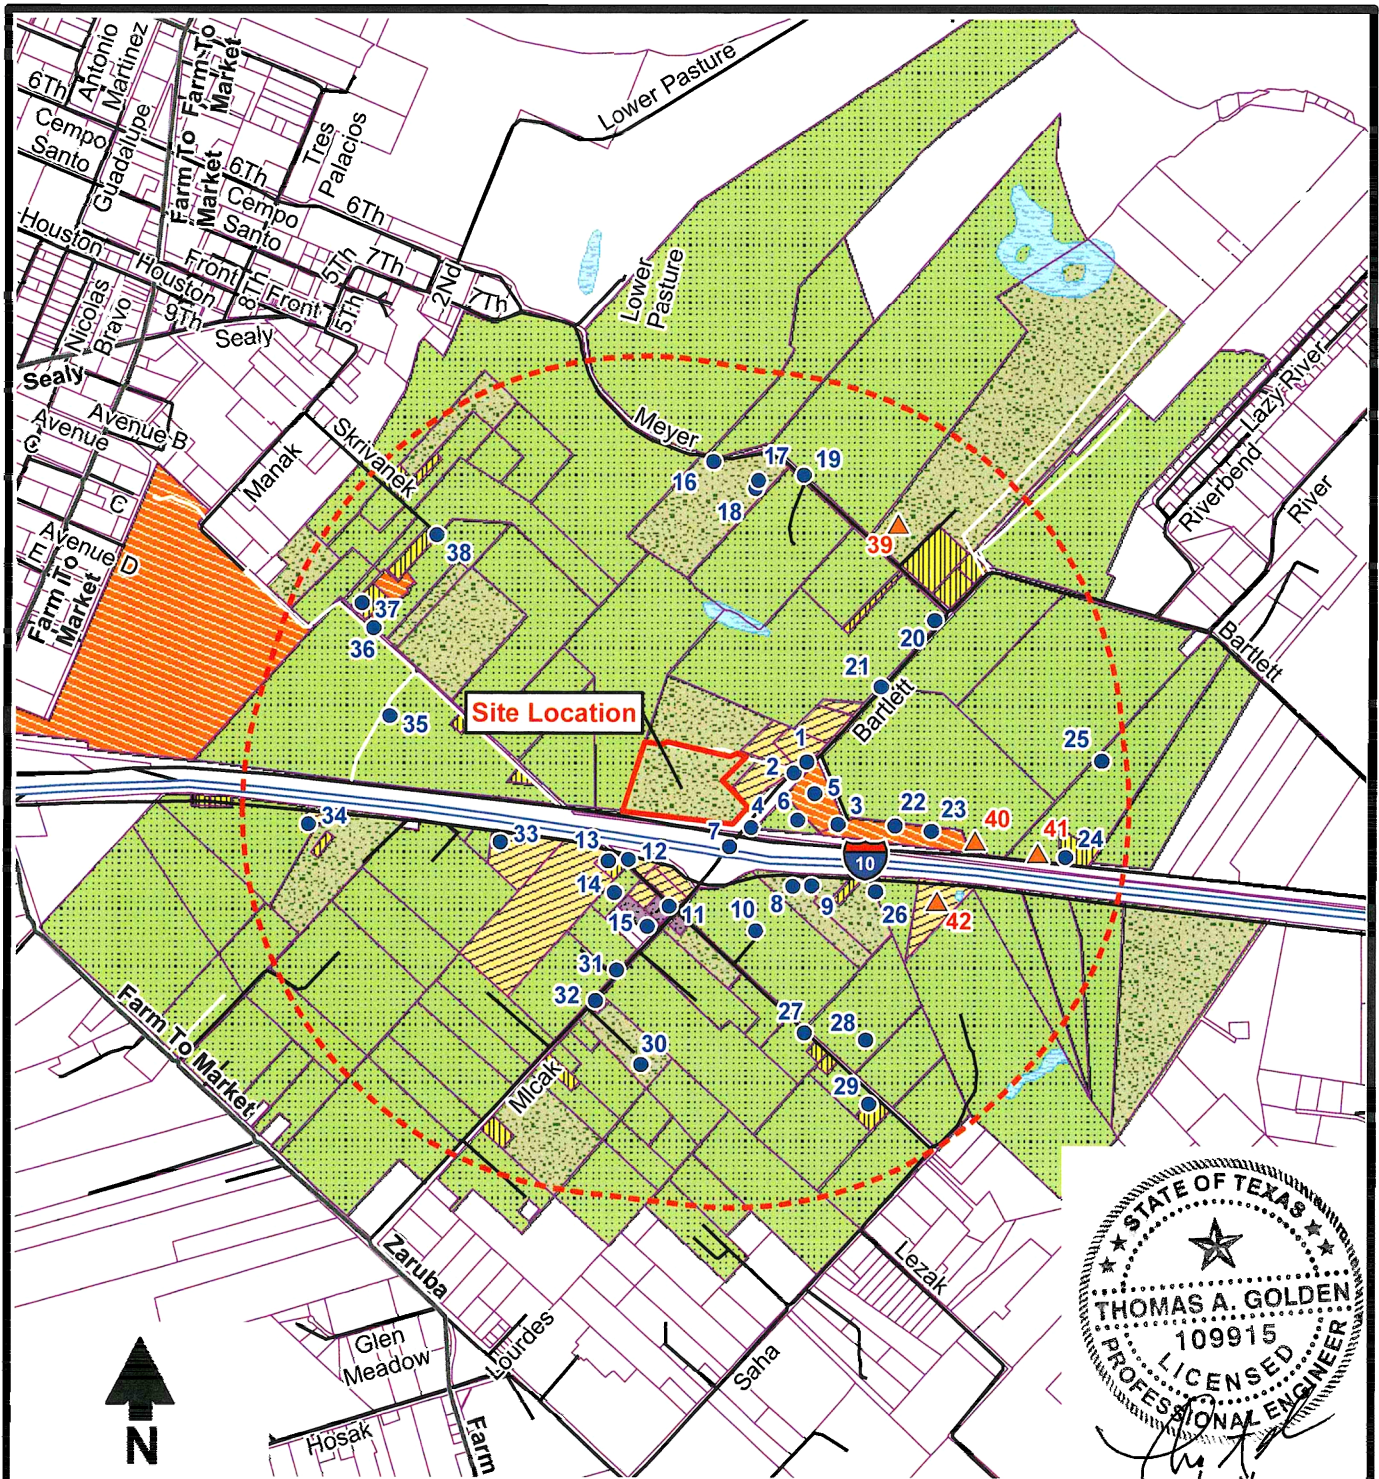 Antonio
Martinez
Farm To
Market
Lower Pasture
6Th
Cempo
Santo
Guadalupe
Farm To
Market
Tres
Palacios
6Th
Cempo
Santo
6Th
Houston
Houston
Front
8Th
Front
5Th
7Th
2Nd
7Th
Lower
Pasture
Nicolas
Bravo
9Th
5Th
Sealy
Sealy
Avenue
C
Avenue B
Manak
Skrivanek
Meyer
Lazy River
Riverbend
River
C
Avenue
E
D
Farm To
Market
16
17
18
19
39
38
37
36
35
20
21
Bartlett
Bartlett
Site Location
1
2
5
6
4
3
22
23
40
41
24
25
7
10
34
33
13
12
14
15
11
10
8
9
26
42
31
32
30
27
28
29
Farm To Market
Mlcak
Zaruba
Lezak
Glen
Meadow
Lourdes
Saha
Hosak
Farm
N
STATE OF TEXAS
THOMAS A. GOLDEN
109915
LICENSED
PROFESSIONAL ENGINEER